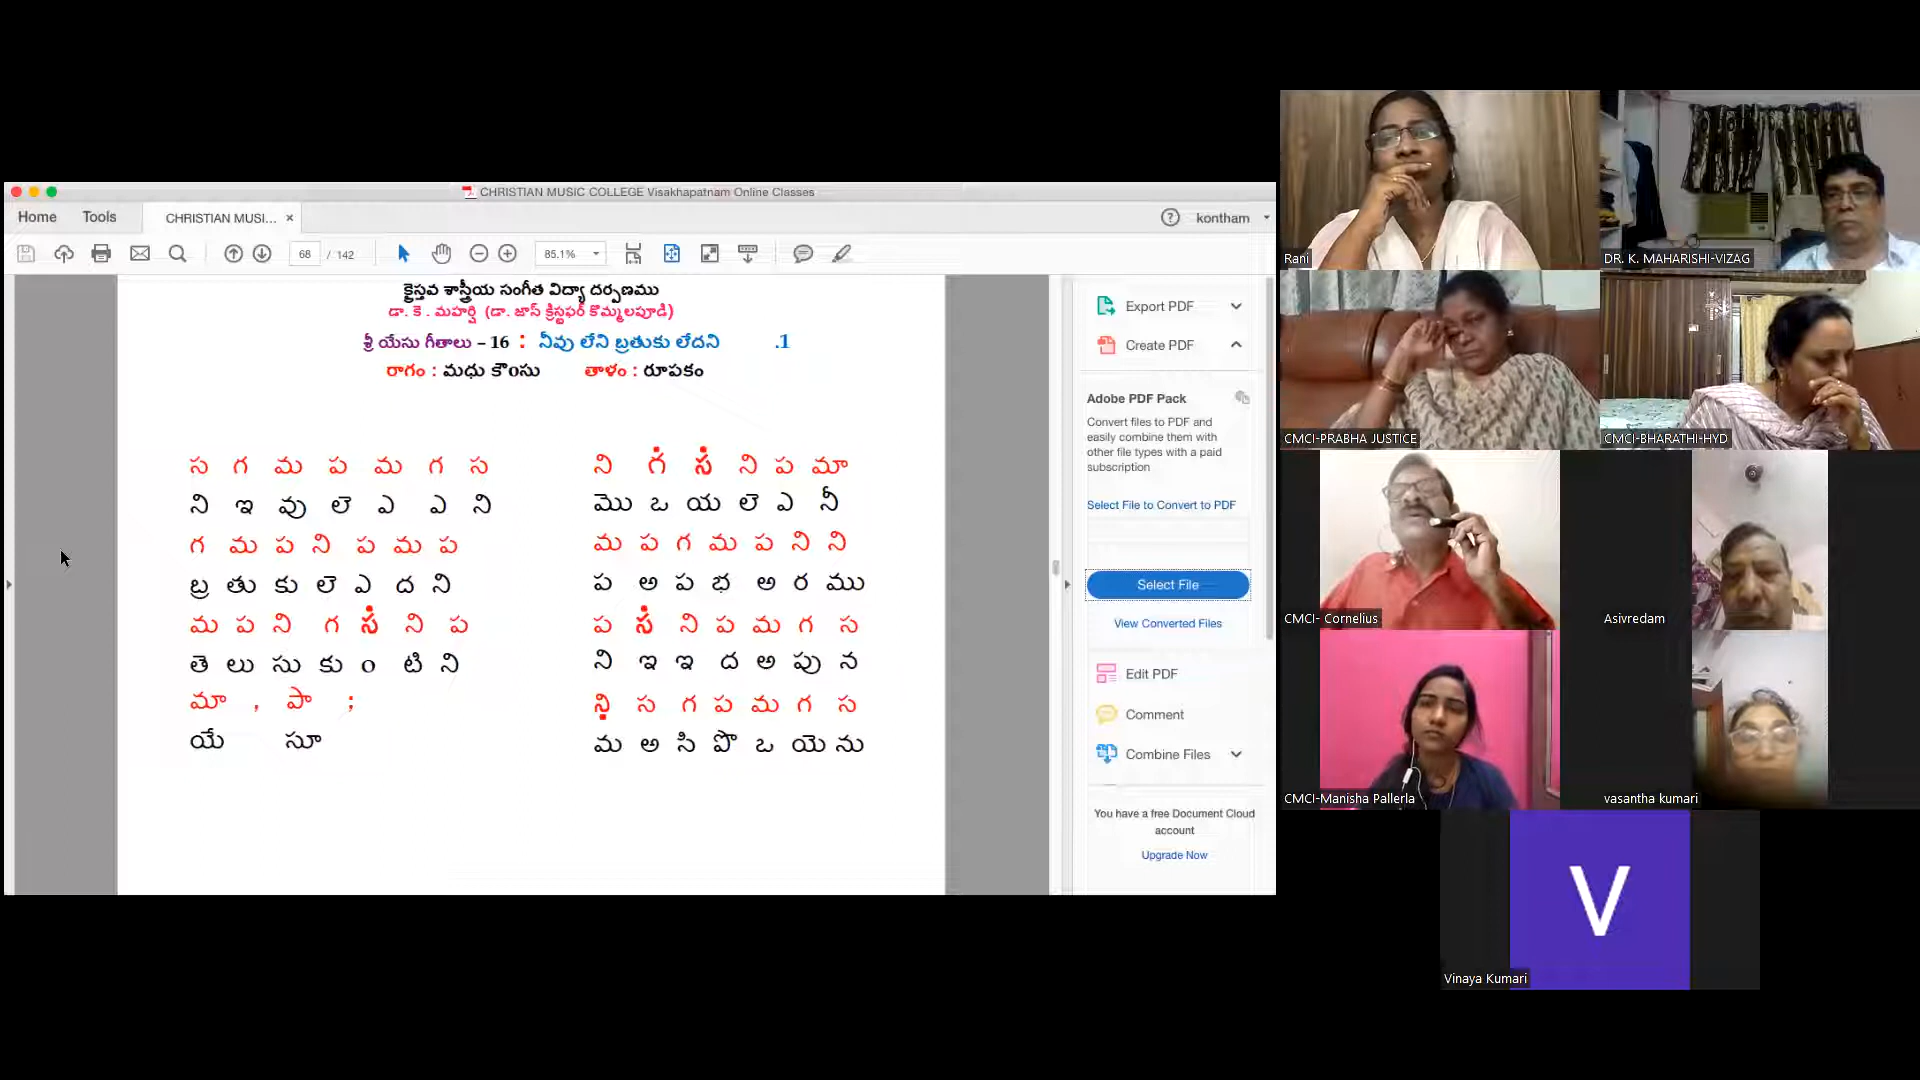 CHRISTIAN MUSIC COLLEGE Visakhapatnam Online Classes
Home Tools CHRISTIAN MUSI... × kontham
68 / 142 85.1%
క్రైస్తవ శాస్త్రీయ సంగీత విద్యా దర్పణము
డా. కె . మహర్షి (డా. జాన్ క్రిస్టఫర్ కొమ్మలపూడి)
శ్రీ యేసు గీతాలు – 16 : నీవు లేని బ్రతుకు లేదని .1
రాగం : మధు కౌoసు తాళం : రూపకం
స గ మ ప మ గ స
ని ఇ వు లె ఎ ఎ ని
గ మ ప ని ప మ ప
బ్ర తు కు లె ఎ ద ని
మ ప ని గ స̇ ని ప
తె లు సు కు o టి ని
మా , పా ;
యే సూ
ని గ̇ స̇ ని ప మా
మొ ఒ య లె ఎ నీ
మ ప గ మ ప ని ని
ప అ ప భ అ ర ము
ప స̇ ని ప మ గ స
ని ఇ ఇ ద అ పు న
ని̣ స గ ప మ గ స
మ అ సి పొ ఒ యె ను
Export PDF
Create PDF
Adobe PDF Pack
Convert files to PDF and
easily combine them with
other file types with a paid
subscription
Select File to Convert to PDF
Select File
View Converted Files
Edit PDF
Comment
Combine Files
You have a free Document Cloud
account
Upgrade Now
Rani
DR. K. MAHARISHI-VIZAG
CMCI-PRABHA JUSTICE
CMCI-BHARATHI-HYD
CMCI- Cornelius
Asivredam
CMCI-Manisha Pallerla
vasantha kumari
V
Vinaya Kumari